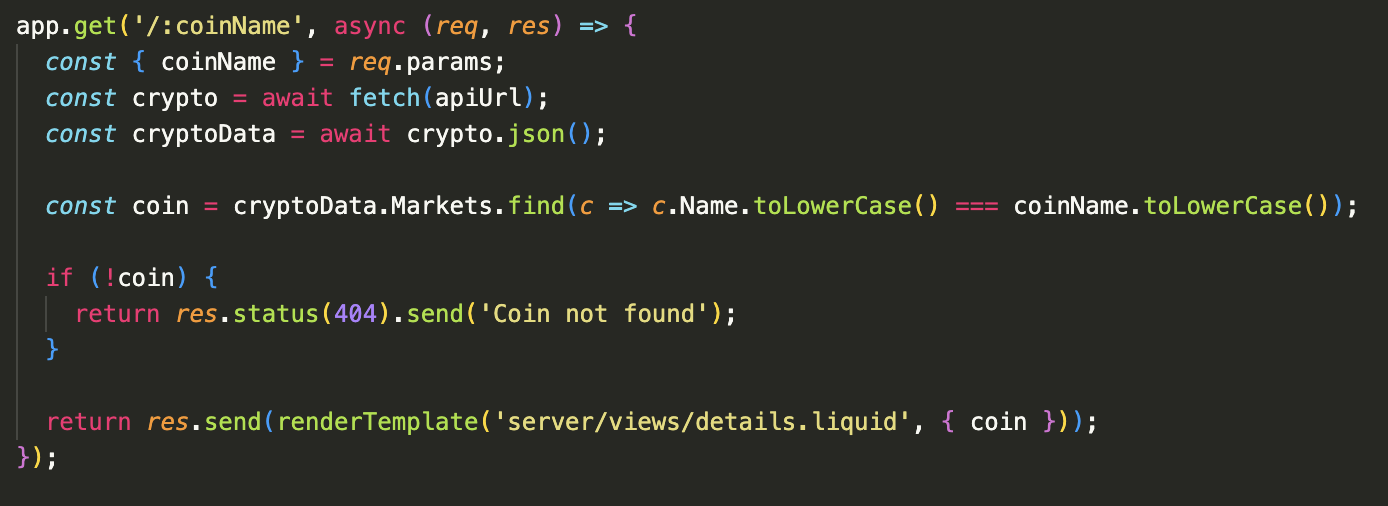 app.get('/:coinName', async (req, res) => {
  const { coinName } = req.params;
  const crypto = await fetch(apiUrl);
  const cryptoData = await crypto.json();

  const coin = cryptoData.Markets.find(c => c.Name.toLowerCase() === coinName.toLowerCase());

  if (!coin) {
    return res.status(404).send('Coin not found');
  }

  return res.send(renderTemplate('server/views/details.liquid', { coin }));
});